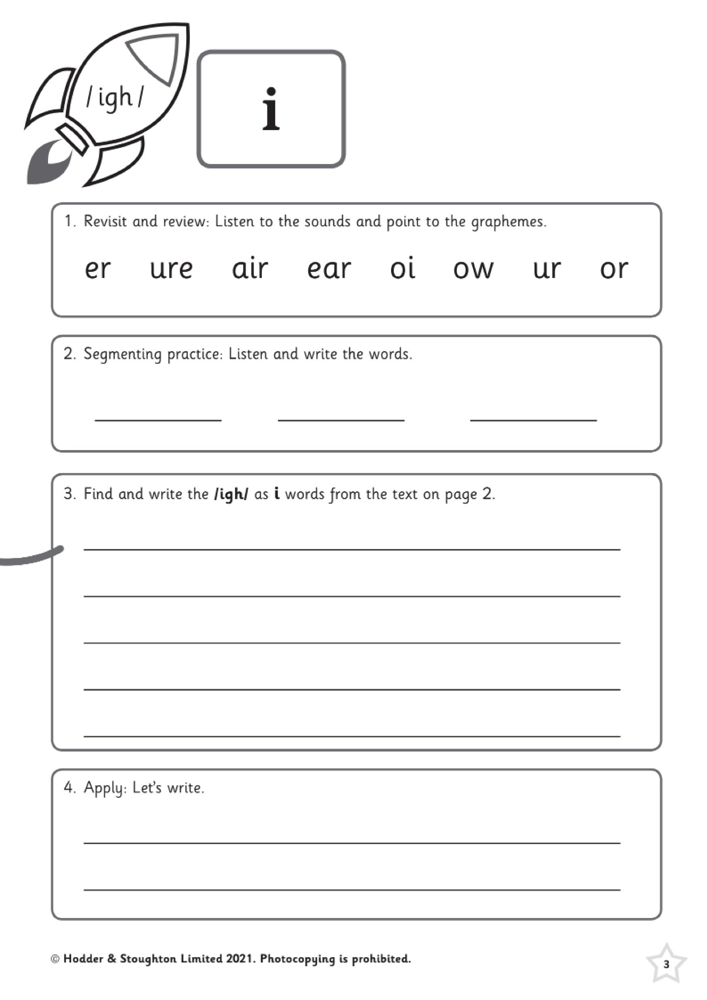 /igh/
i
1. Revisit and review: Listen to the sounds and point to the graphemes.
er ure air ear oi ow ur or
2. Segmenting practice: Listen and write the words.
3. Find and write the /igh/ as i words from the text on page 2.
4. Apply: Let’s write.
© Hodder & Stoughton Limited 2021. Photocopying is prohibited.
3